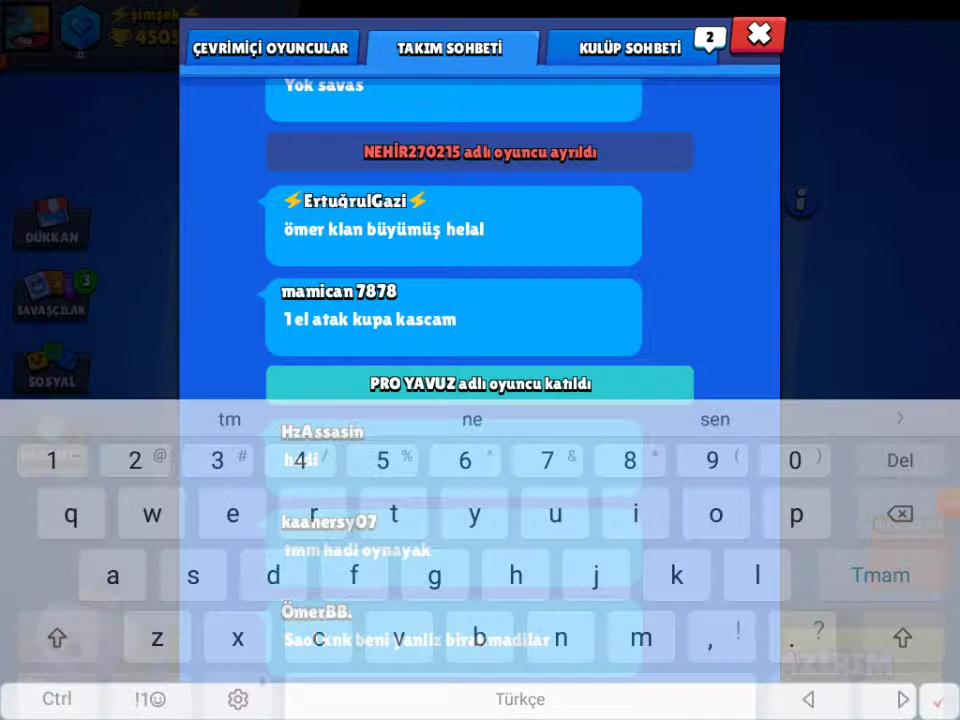 şimşek
4505
ÇEVRİMİÇİ OYUNCULAR
TAKIM SOHBETİ
KULÜP SOHBETİ
2
Yok savas
NEHİR270215 adlı oyuncu ayrıldı
⚡ErtuğrulGazi⚡
ömer klan büyümüş helal
mamican 7878
1 el atak kupa kascam
PRO YAVUZ adlı oyuncu katıldı
DÜKKAN
3
SAVAŞÇILAR
SOSYAL
i
tm ne sen
HzAssasin
hadi
1 - 2 @ 3 # 4 / 5 % 6 ^ 7 & 8 * 9 ( 0 ) Del
q w e r t y u i o p
kaanersy07
tmm hadi oynayak
a s d f g h j k l Tmam
ÖmerBB.
beni yanliz
z x c v b n m , ! . ?
Ctrl !1☺ Türkçe